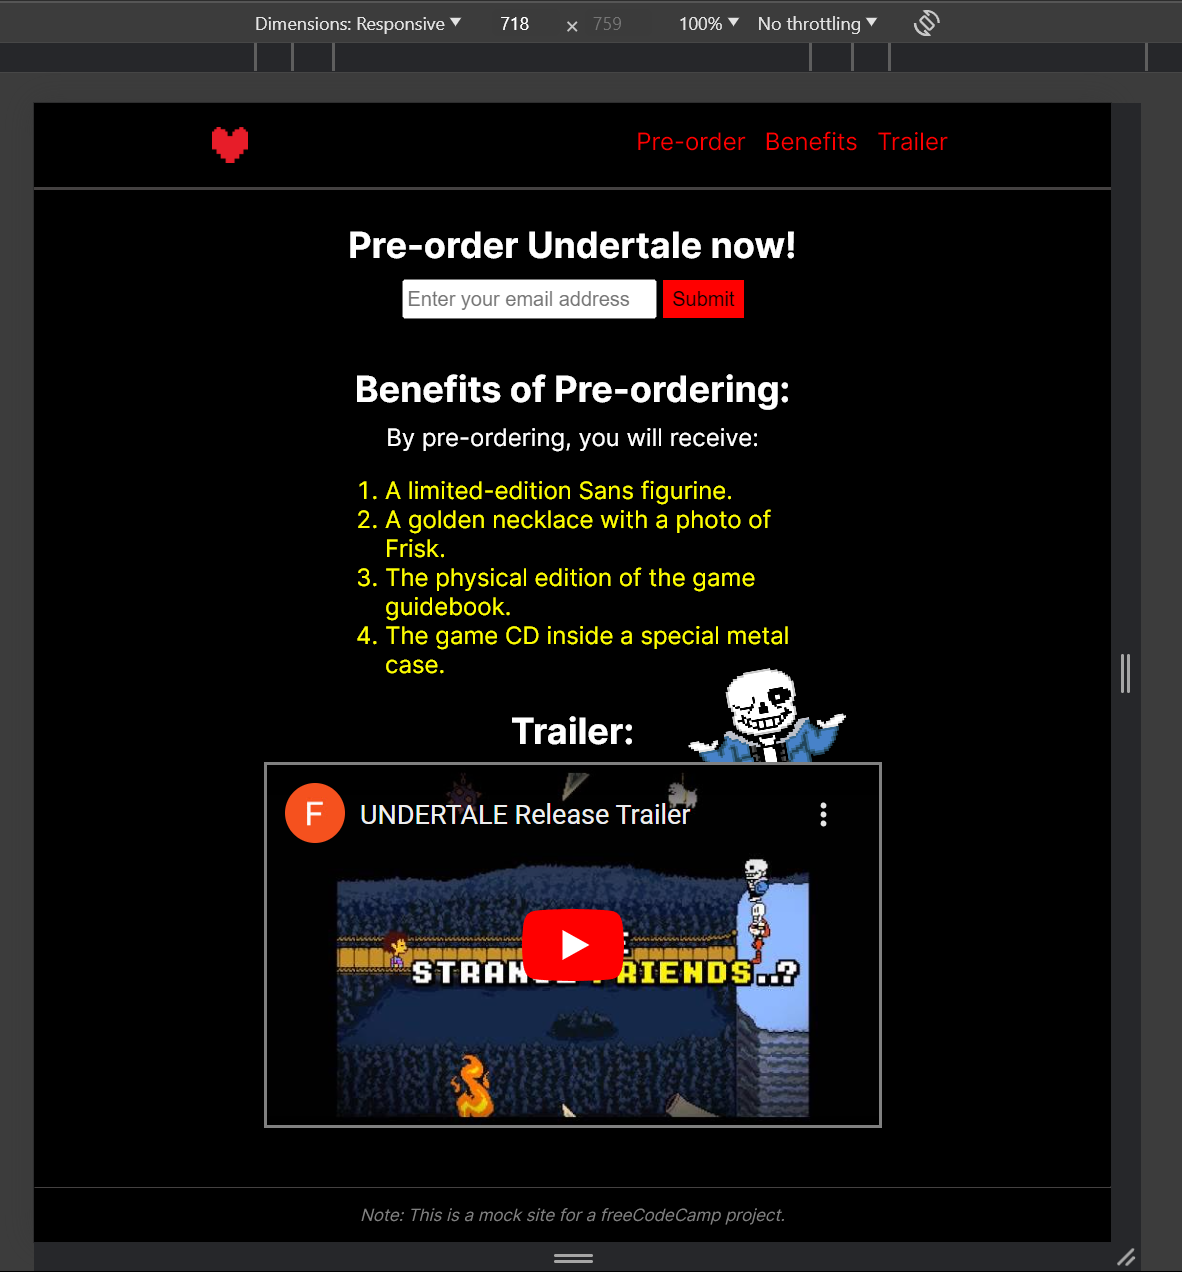 Dimensions: Responsive 718 × 759 100% No throttling
Pre-order Benefits Trailer
Pre-order Undertale now!
Enter your email address Submit
Benefits of Pre-ordering:
By pre-ordering, you will receive:
1. A limited-edition Sans figurine.
2. A golden necklace with a photo of
Frisk.
3. The physical edition of the game
guidebook.
4. The game CD inside a special metal
case.
Trailer:
F UNDERTALE Release Trailer
..?
Note: This is a mock site for a freeCodeCamp project.